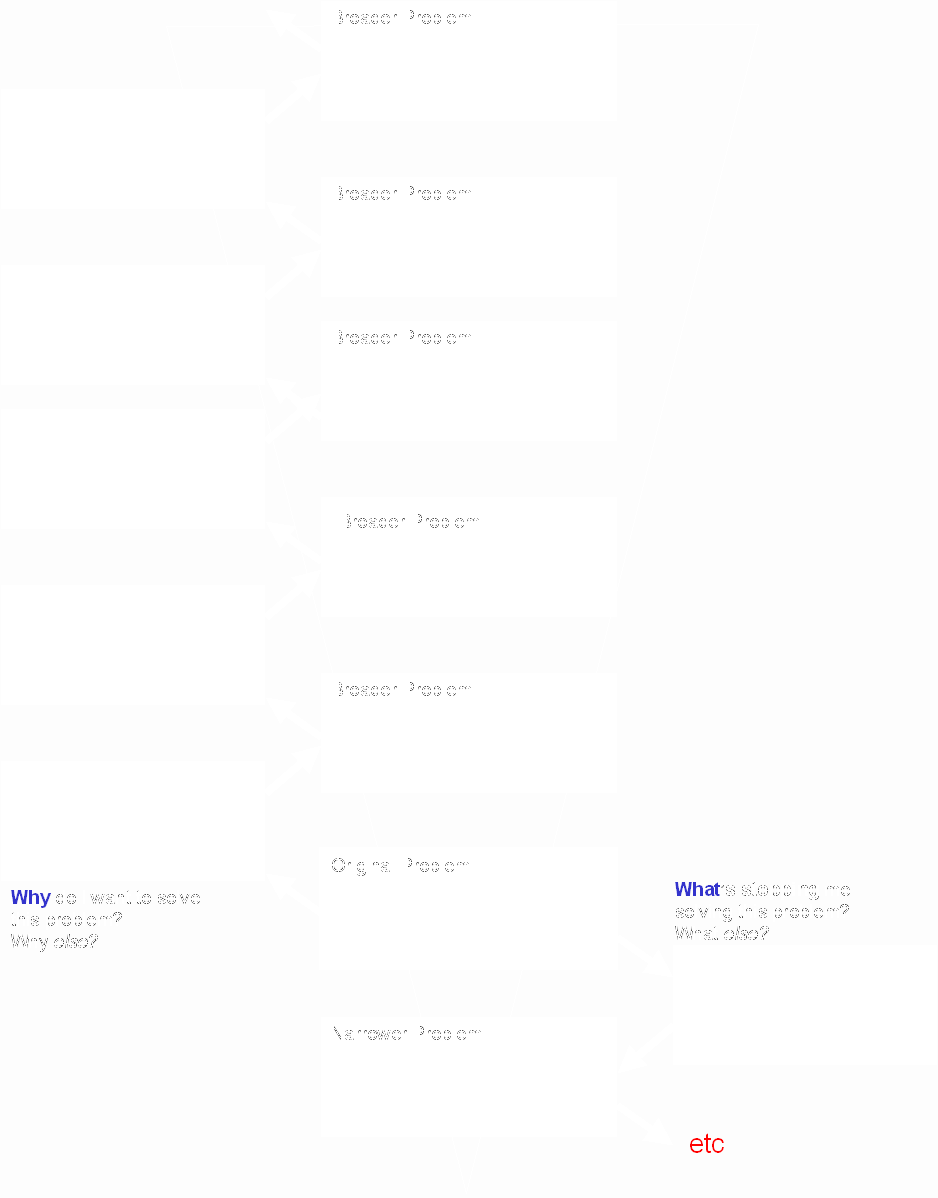 Broader Problem
Broader Problem
Broader Problem
Broader Problem
Broader Problem
Original Problem
Why do I want to solve
this problem?
Why else?
What's stopping me
solving this problem?
What else?
Narrower Problem
etc